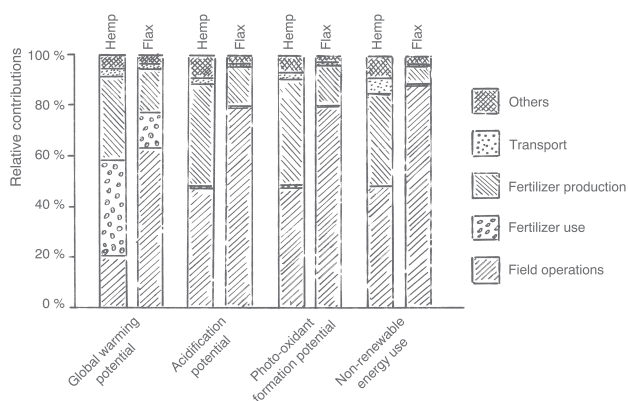 Hemp
Flax
Hemp
Flax
Hemp
Flax
Hemp
Flax
Relative contributions
100 %
80 %
60 %
40 %
20 %
0 %
Others
Transport
Fertilizer production
Fertilizer use
Field operations
Global warming
potential
Acidification
potential
Photo-oxidant
formation potential
Non-renewable
energy use